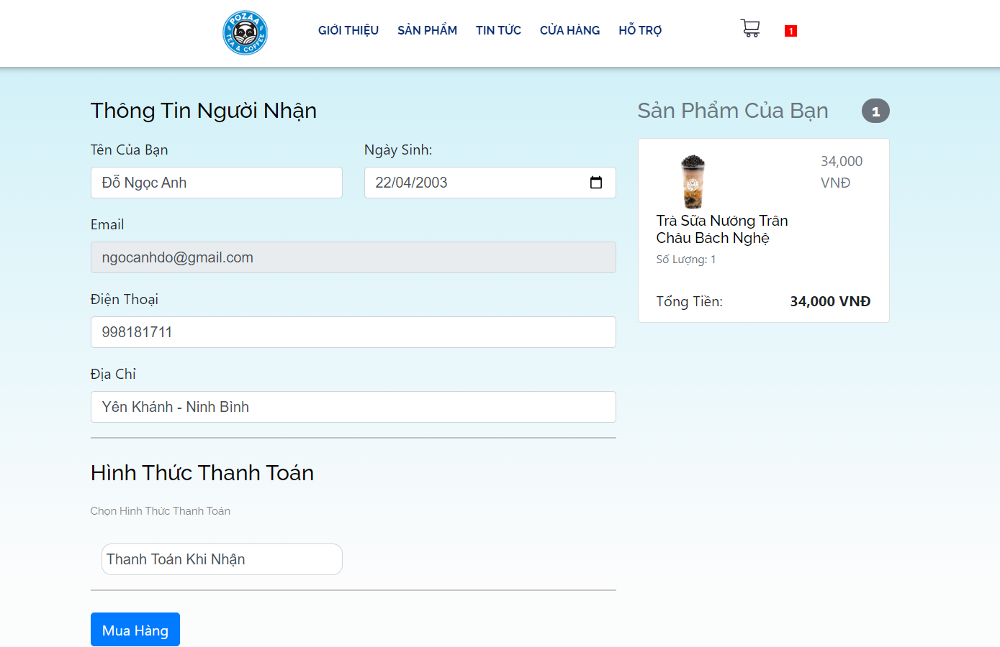 POZAA
TEA & COFFEE
GIỚI THIỆU
SẢN PHẨM
TIN TỨC
CỬA HÀNG
HỖ TRỢ
1
Thông Tin Người Nhận
Tên Của Bạn
Ngày Sinh:
Đỗ Ngọc Anh
22/04/2003
Email
ngocanhdo@gmail.com
Điện Thoại
998181711
Địa Chỉ
Yên Khánh - Ninh Bình
Hình Thức Thanh Toán
Chọn Hình Thức Thanh Toán
Thanh Toán Khi Nhận
Mua Hàng
Sản Phẩm Của Bạn
1
34,000
VNĐ
Trà Sữa Nướng Trân
Châu Bách Nghệ
Số Lượng: 1
Tổng Tiền:
34,000 VNĐ